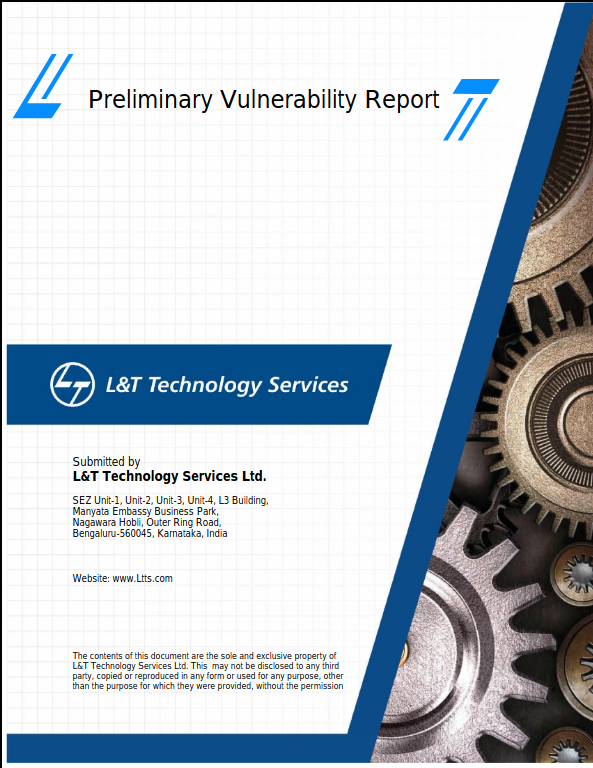 Preliminary Vulnerability Report
L&T Technology Services
Submitted by
L&T Technology Services Ltd.
SEZ Unit-1, Unit-2, Unit-3, Unit-4, L3 Building,
Manyata Embassy Business Park,
Nagawara Hobli, Outer Ring Road,
Bengaluru-560045, Karnataka, India
Website: www.Ltts.com
The contents of this document are the sole and exclusive property of
L&T Technology Services Ltd. This  may not be disclosed to any third
party, copied or reproduced in any form or used for any purpose, other
than the purpose for which they were provided, without the permission